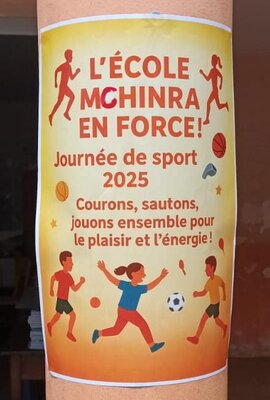 L'ÉCOLE
MCHINRA
EN FORCE!
Journée de sport
2025
Courons, sautons,
jouons ensemble pour
le plaisir et l'énergie !